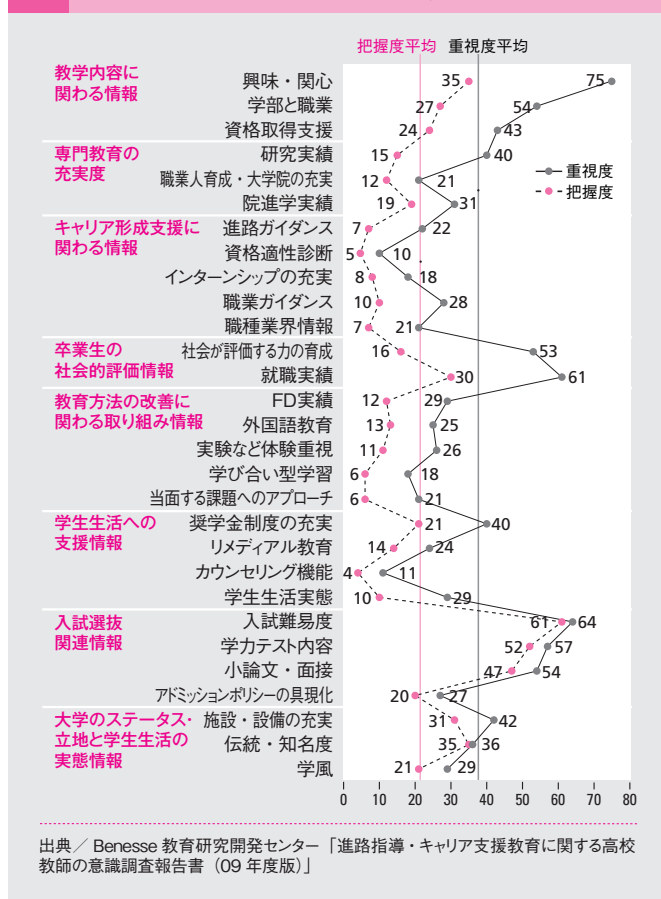 把握度平均 重視度平均
教学内容に
関わる情報
興味・関心 35 75
学部と職業 27 54
資格取得支援 24 43
専門教育の
充実度
研究実績 15 40
職業人育成・大学院の充実 12 21
院進学実績 19 31
重視度
把握度
キャリア形成支援に
関わる情報
進路ガイダンス 7 22
資格適性診断 5 10
インターンシップの充実 8 18
職業ガイダンス 10 28
職種業界情報 7 21
卒業生の
社会的評価情報
社会が評価する力の育成 16 53
就職実績 30 61
教育方法の改善に
関わる取り組み情報
FD実績 12 29
外国語教育 13 25
実験など体験重視 11 26
学び合い型学習 6 18
当面する課題へのアプローチ 6 21
学生生活への
支援情報
奨学金制度の充実 21 40
リメディアル教育 14 24
カウンセリング機能 4 11
学生生活実態 10 29
入試選抜
関連情報
入試難易度 61 64
学力テスト内容 52 57
小論文・面接 47 54
アドミッションポリシーの具現化 20 27
大学のステータス・
立地と学生生活の
実態情報
施設・設備の充実 31 42
伝統・知名度 35 36
学風 21 29
0 10 20 30 40 50 60 70 80
出典／ Benesse 教育研究開発センター「進路指導・キャリア支援教育に関する高校
教師の意識調査報告書（09 年度版）」